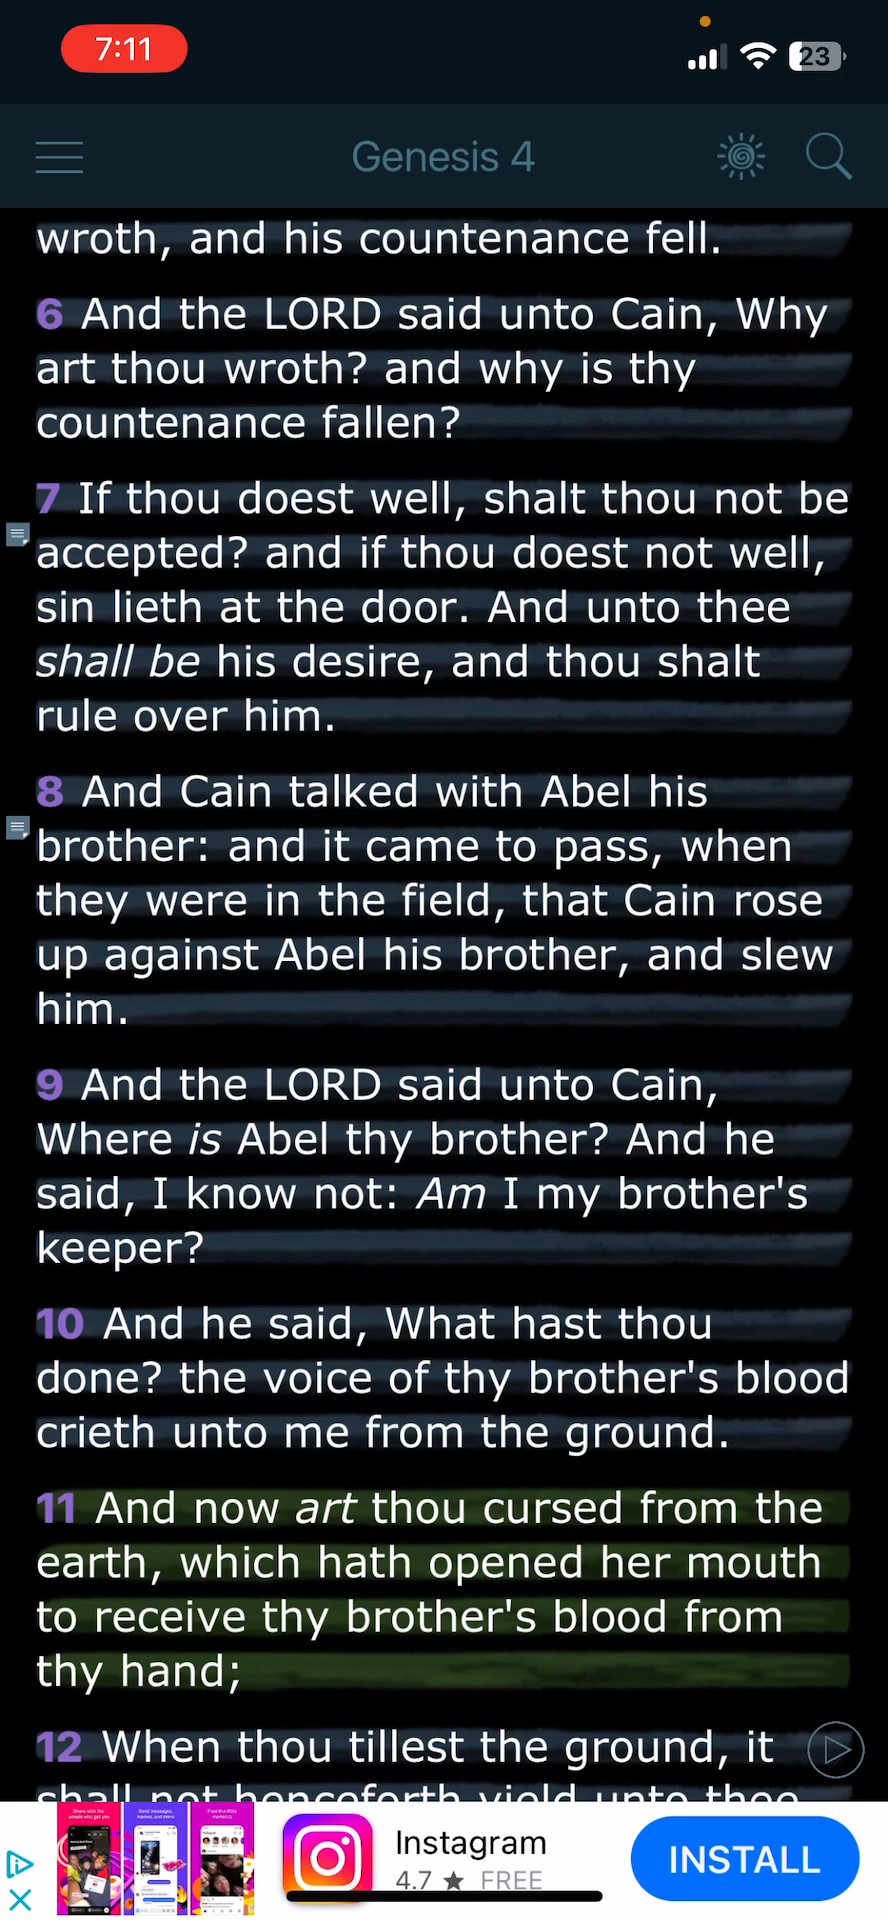 7:11
23
Genesis 4
wroth, and his countenance fell.
6 And the LORD said unto Cain, Why
art thou wroth? and why is thy
countenance fallen?
7 If thou doest well, shalt thou not be
accepted? and if thou doest not well,
sin lieth at the door. And unto thee
shall be his desire, and thou shalt
rule over him.
8 And Cain talked with Abel his
brother: and it came to pass, when
they were in the field, that Cain rose
up against Abel his brother, and slew
him.
9 And the LORD said unto Cain,
Where is Abel thy brother? And he
said, I know not: Am I my brother's
keeper?
10 And he said, What hast thou
done? the voice of thy brother's blood
crieth unto me from the ground.
11 And now art thou cursed from the
earth, which hath opened her mouth
to receive thy brother's blood from
thy hand;
12 When thou tillest the ground, it
shall not henceforth yield unto thee
Instagram
4.7 ★ FREE
INSTALL